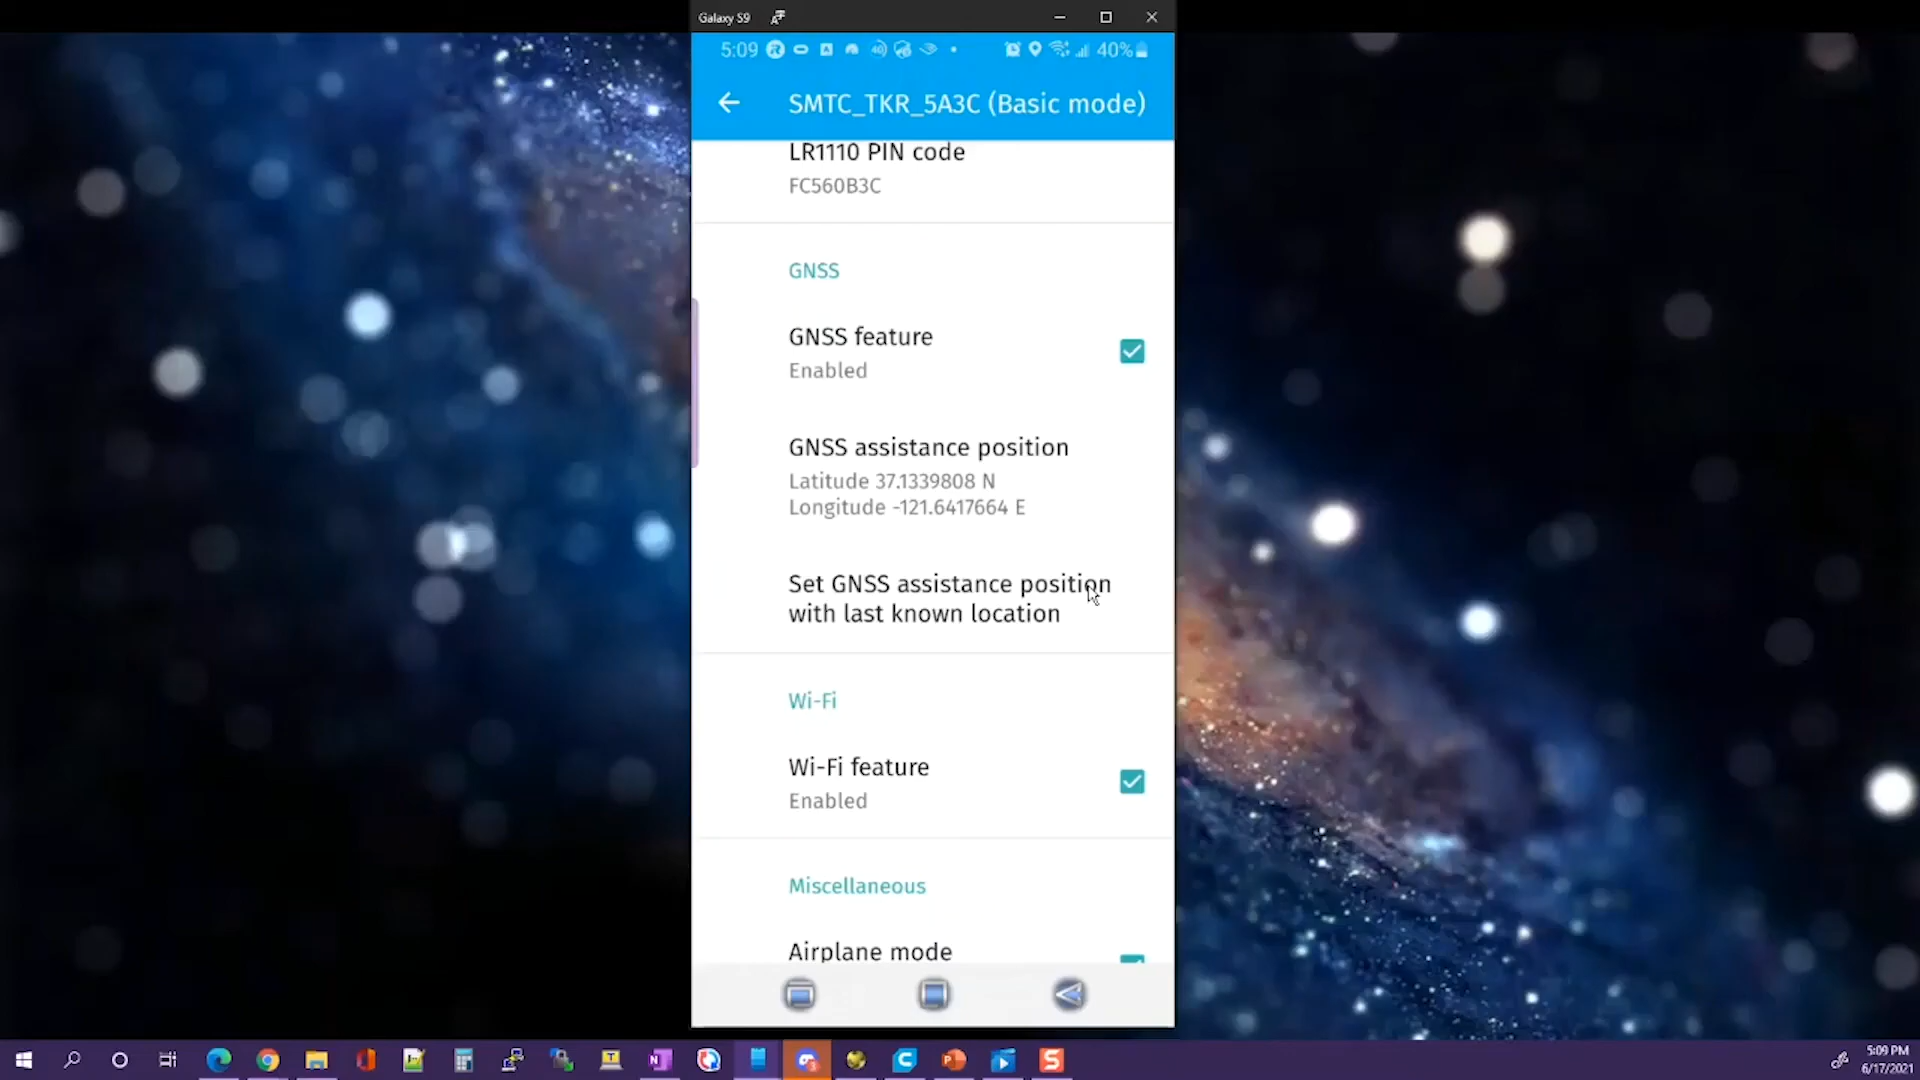 Galaxy S9
5:09
40%
SMTC_TKR_5A3C (Basic mode)
LR1110 PIN code
FC560B3C
GNSS
GNSS feature
Enabled
GNSS assistance position
Latitude 37.1339808 N
Longitude -121.6417664 E
Set GNSS assistance position
with last known location
Wi-Fi
Wi-Fi feature
Enabled
Miscellaneous
Airplane mode
5:09 PM
6/17/2021